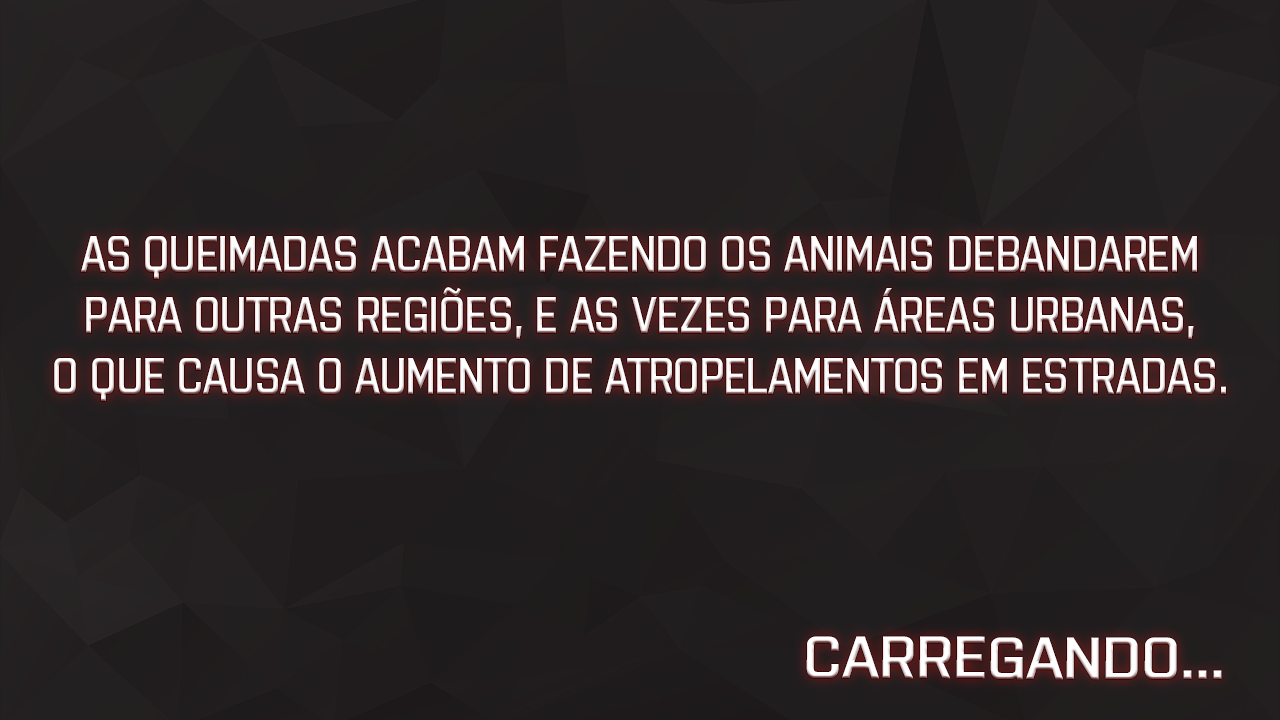 AS QUEIMADAS ACABAM FAZENDO OS ANIMAIS DEBANDAREM
PARA OUTRAS REGIÕES, E AS VEZES PARA ÁREAS URBANAS,
O QUE CAUSA O AUMENTO DE ATROPELAMENTOS EM ESTRADAS.
CARREGANDO...